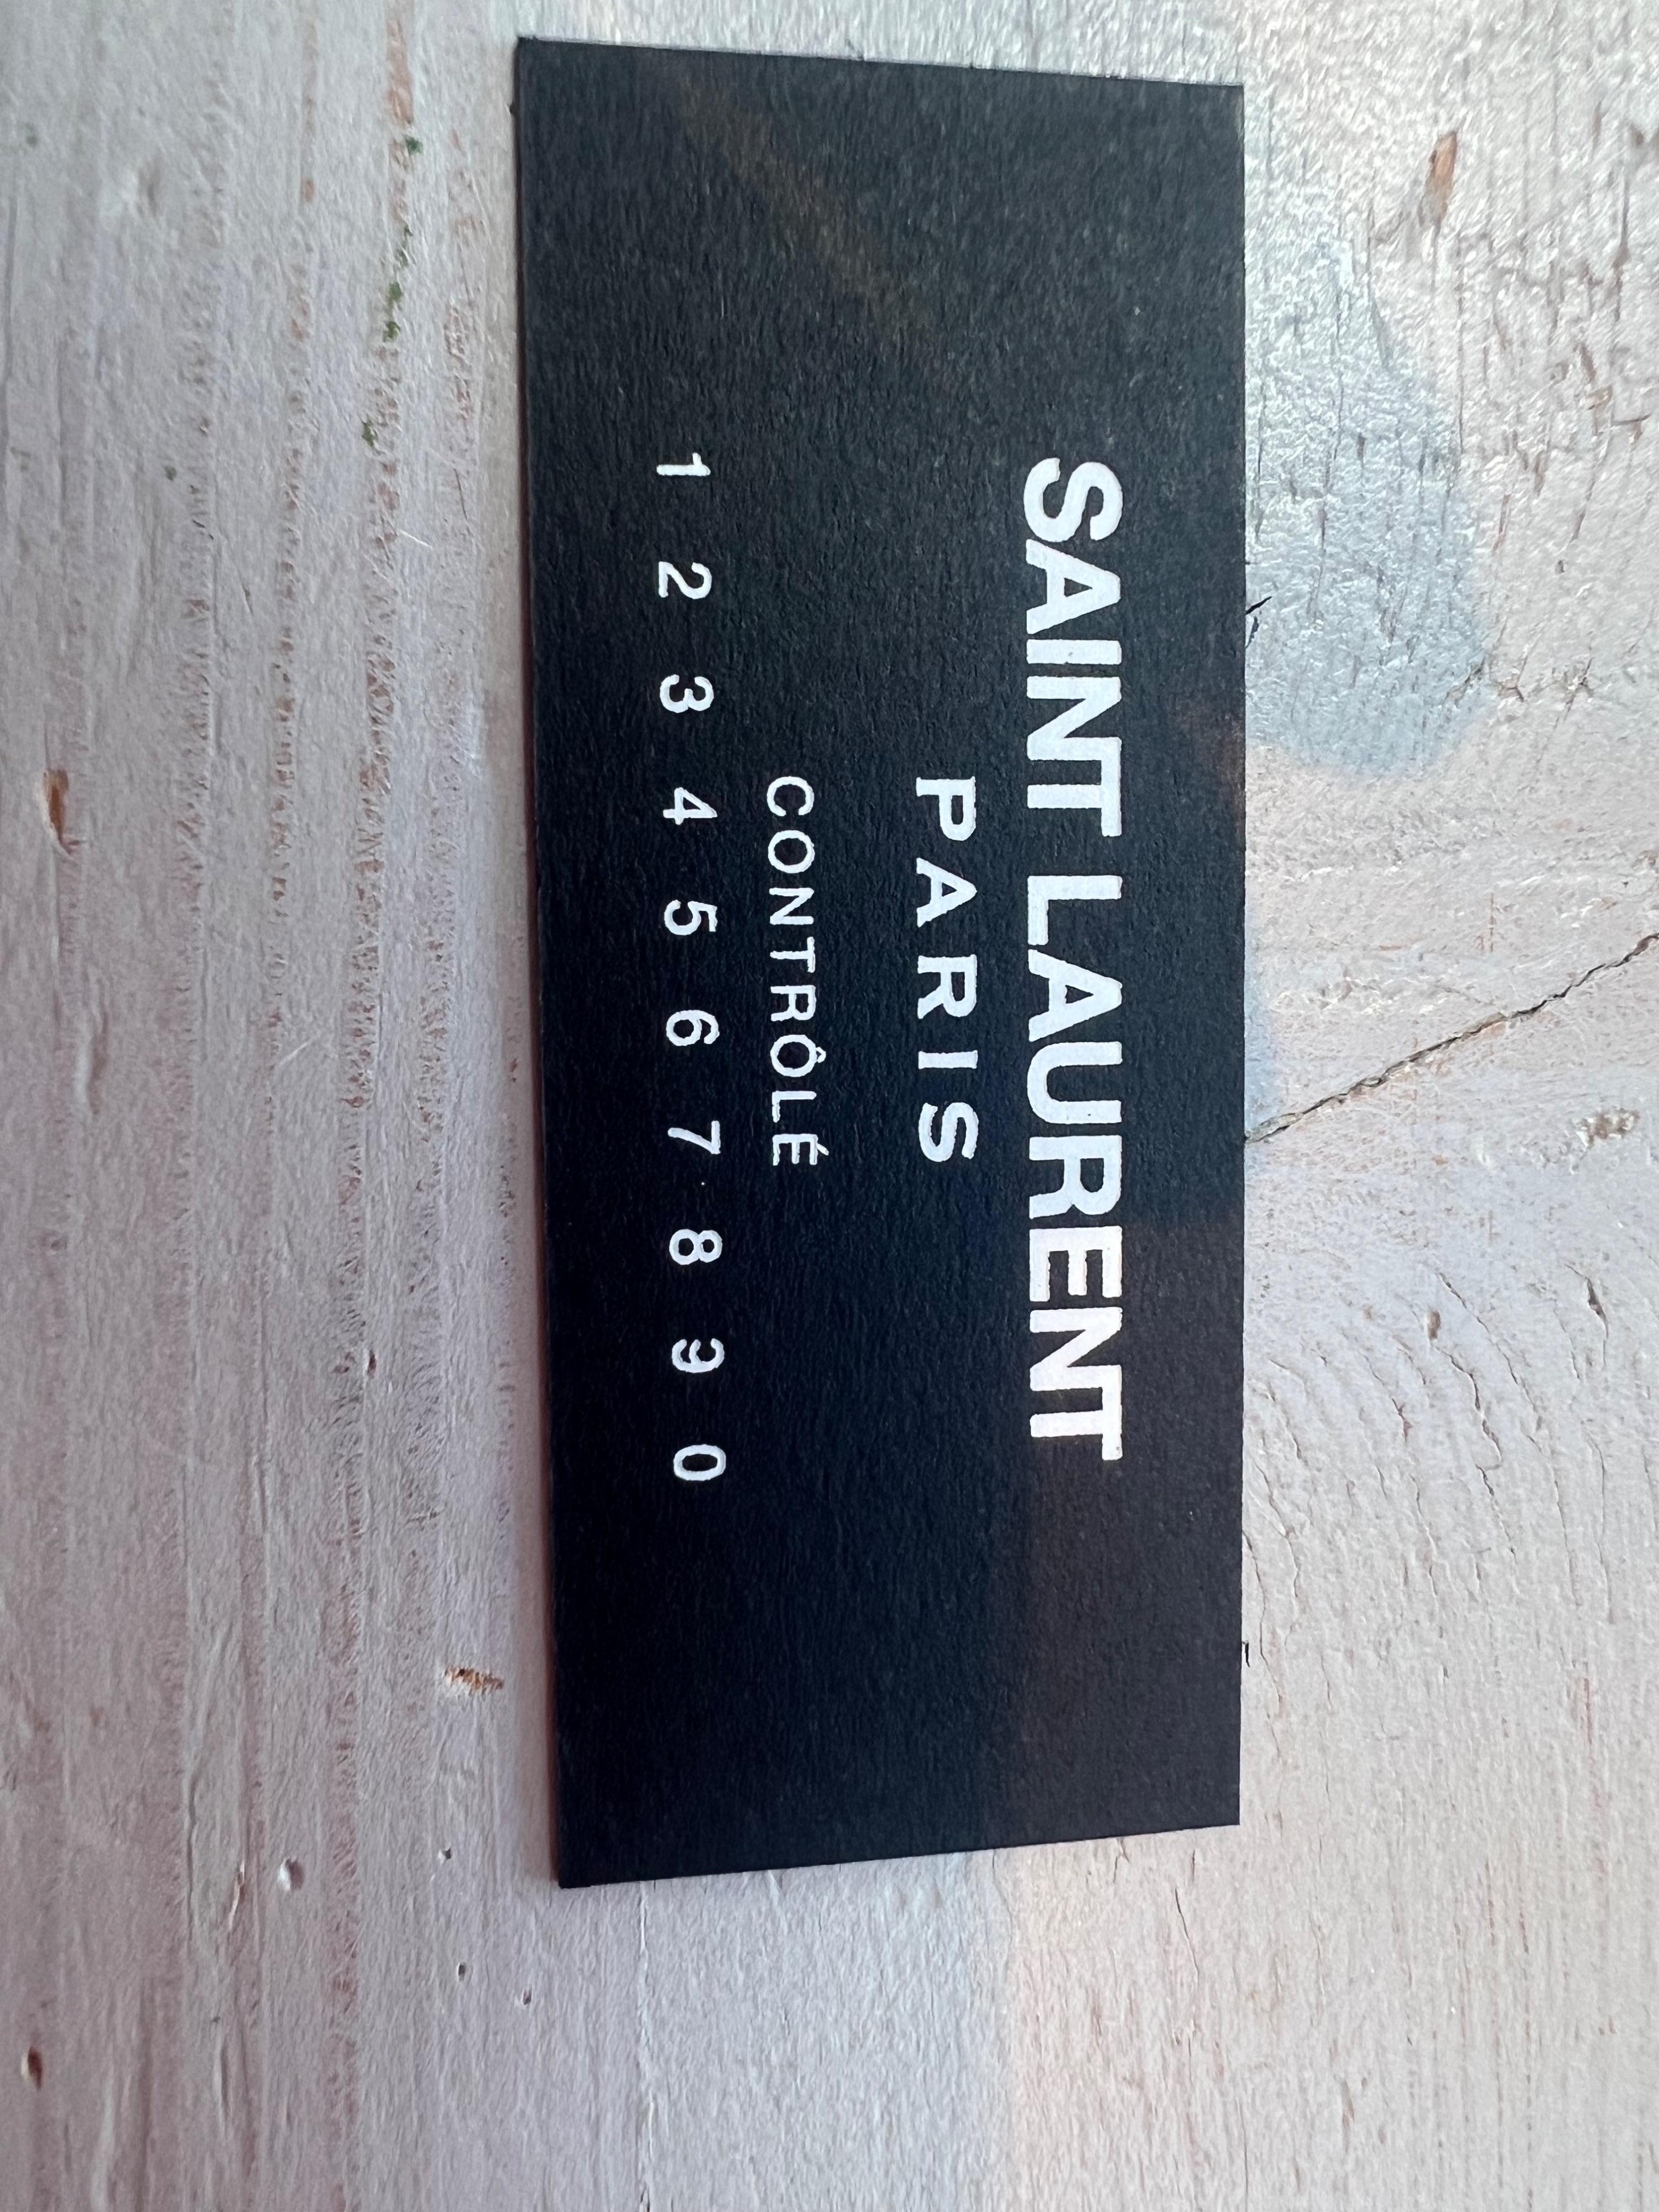 SAINT LAURENT
PARIS
CONTRÔLÉ
1 2 3 4 5 6 7 8 9 0